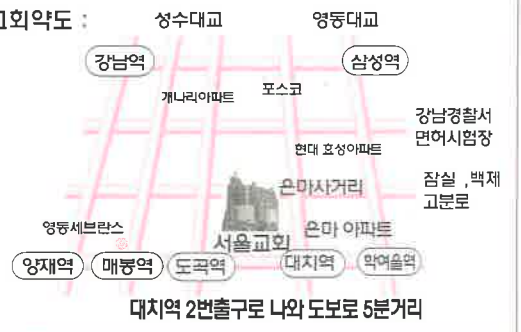 교회약도 :
성수대교 영동대교
강남역 삼성역
개나리아파트 포스코
강남경찰서
면허시험장
현대 효성아파트
잠실 ,백제
고분로
은마사거리
영동세브란스 은마 아파트
서울교회
양재역 매봉역 도곡역 대치역 학여울역
대치역 2번출구로 나와 도보로 5분거리